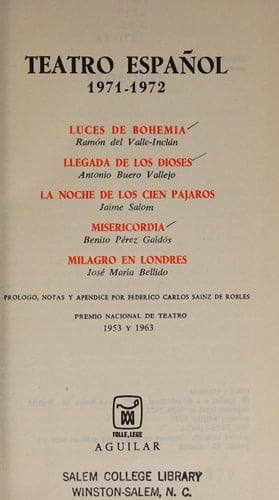 TEATRO ESPAÑOL
1971-1972
LUCES DE BOHEMIA
Ramón del Valle-Inclán
LLEGADA DE LOS DIOSES
Antonio Buero Vallejo
LA NOCHE DE LOS CIEN PAJAROS
Jaime Salom
MISERICORDIA
Benito Pérez Galdós
MILAGRO EN LONDRES
José María Bellido
PROLOGO, NOTAS Y APENDICE POR FEDERICO CARLOS SAINZ DE ROBLES
PREMIO NACIONAL DE TEATRO
1953 Y 1963
TOLLE, LEGE
AGUILAR
SALEM COLLEGE LIBRARY
WINSTON-SALEM, N. C.